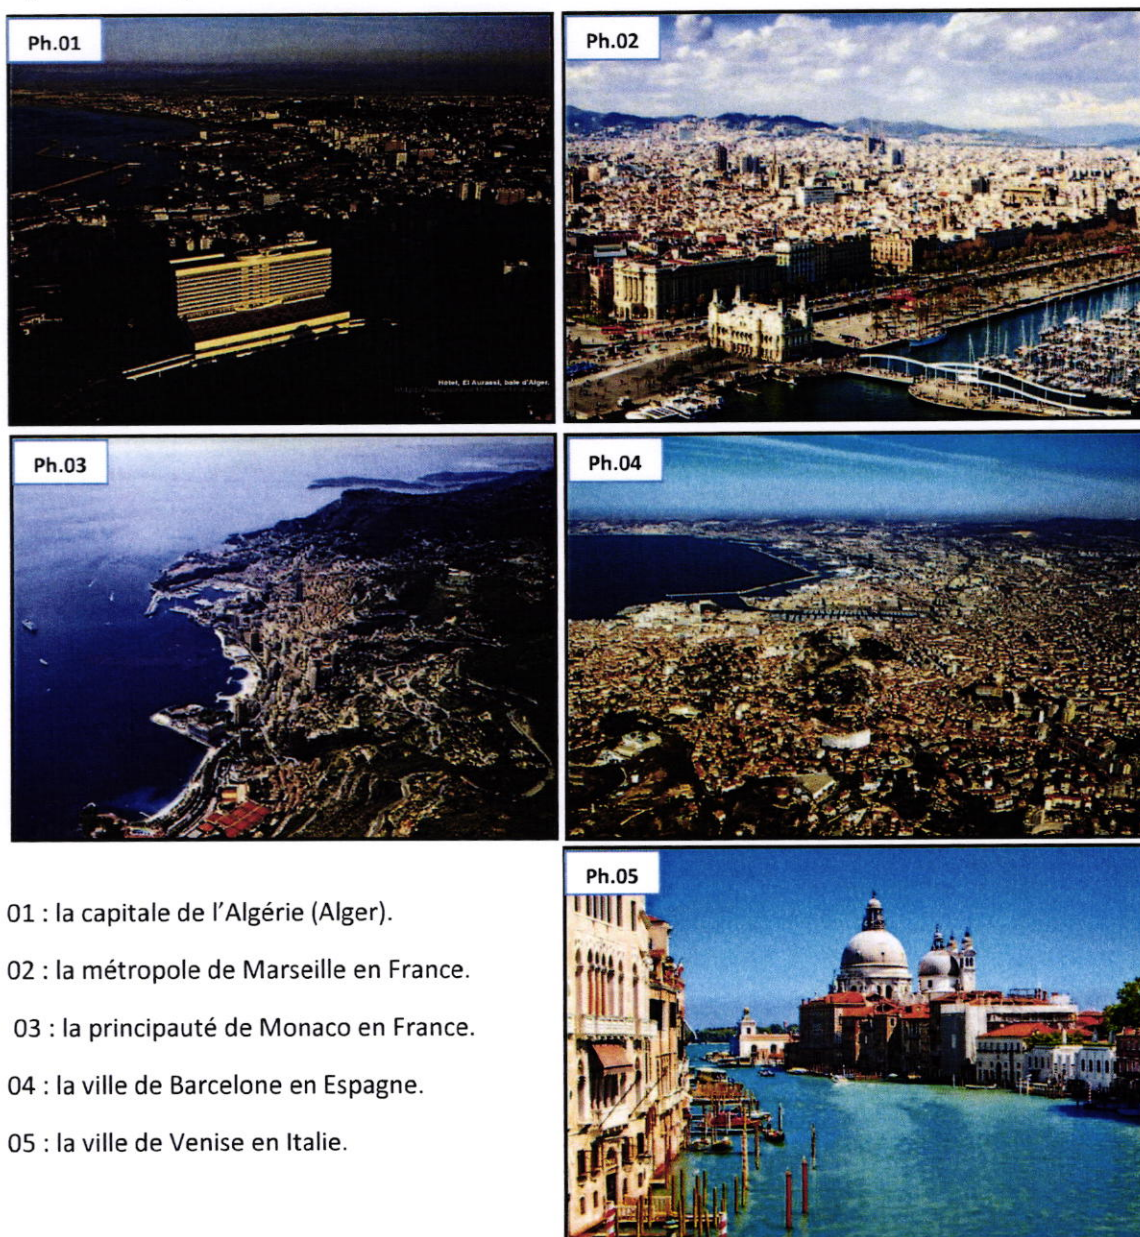 Ph.01
Ph.02
Hôtel, El Aurassi, baie d'Alger.
Ph.03
Ph.04
Ph.05
01 : la capitale de l'Algérie (Alger).
02 : la métropole de Marseille en France.
03 : la principauté de Monaco en France.
04 : la ville de Barcelone en Espagne.
05 : la ville de Venise en Italie.